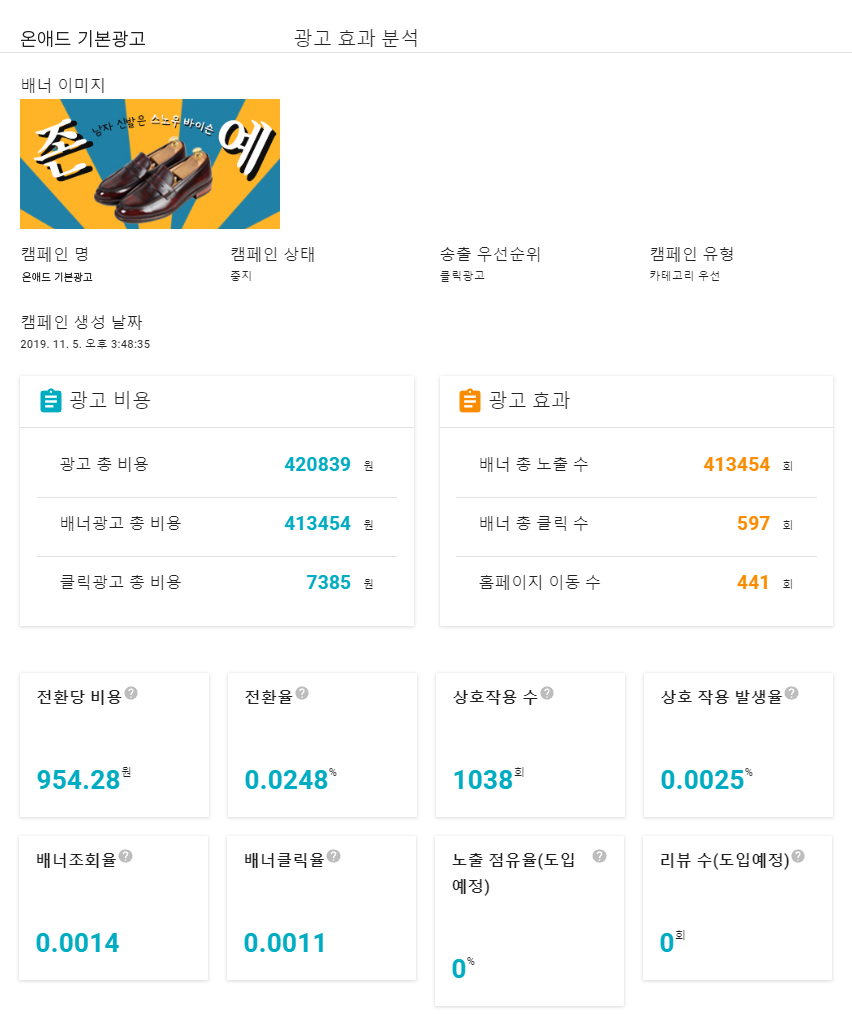 온애드 기본광고
광고 효과 분석
배너 이미지
존예
남자 신발은 스노우 바이슨
캠페인 명
캠페인 상태
송출 우선순위
캠페인 유형
온애드 기본광고
중지
클릭광고
카테고리 우선
캠페인 생성 날짜
2019. 11. 5. 오후 3:48:35
광고 비용
광고 총 비용 420839 원
배너광고 총 비용 413454 원
클릭광고 총 비용 7385 원
광고 효과
배너 총 노출 수 413454 회
배너 총 클릭 수 597 회
홈페이지 이동 수 441 회
전환당 비용?
954.28원
전환율?
0.0248%
상호작용 수?
1038회
상호 작용 발생율?
0.0025%
배너조회율?
0.0014
배너클릭율?
0.0011
노출 점유율(도입?
예정)
0%
리뷰 수(도입예정)?
0회